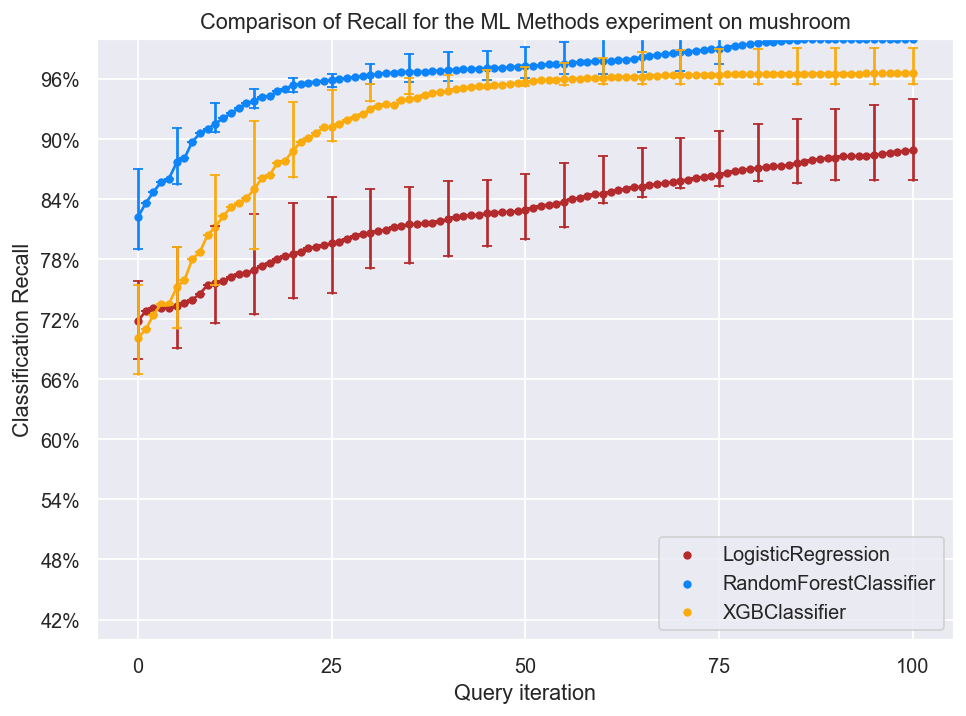 Comparison of Recall for the ML Methods experiment on mushroom
Classification Recall
96%
90%
84%
78%
72%
66%
60%
54%
48%
42%
LogisticRegression
RandomForestClassifier
XGBClassifier
0 25 50 75 100
Query iteration